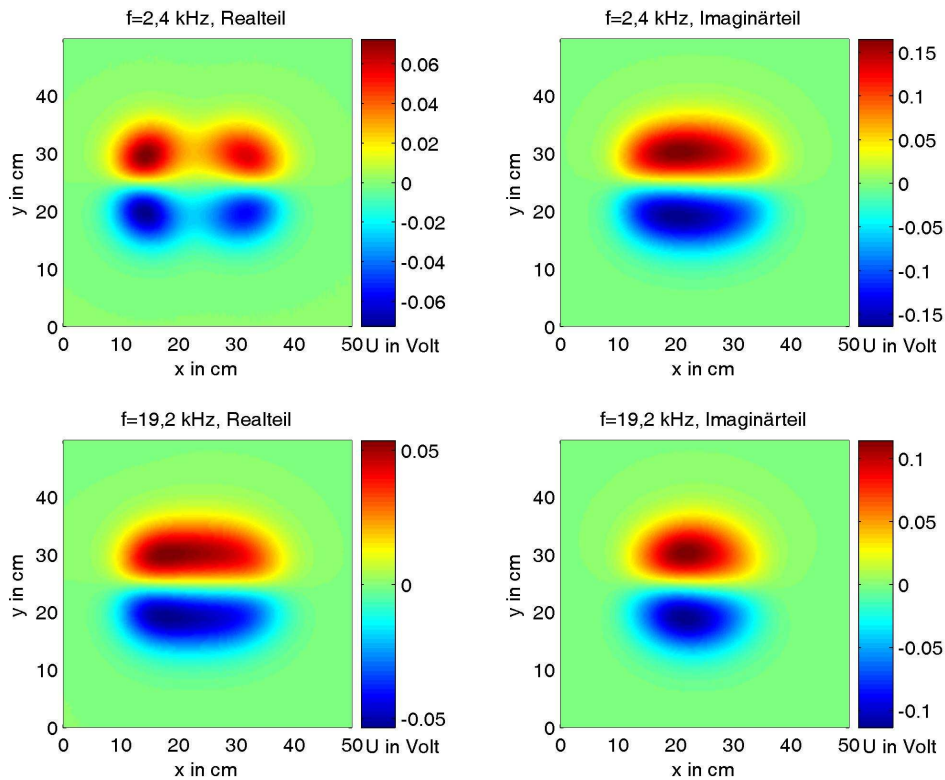 f=2,4 kHz, Realteil
y in cm
40
30
20
10
0
0 10 20 30 40 50
x in cm
0.06
0.04
0.02
0
-0.02
-0.04
-0.06
U in Volt
f=2,4 kHz, Imaginärteil
y in cm
40
30
20
10
0
0 10 20 30 40 50
x in cm
0.15
0.1
0.05
0
-0.05
-0.1
-0.15
U in Volt
f=19,2 kHz, Realteil
y in cm
40
30
20
10
0
0 10 20 30 40 50
x in cm
0.05
0
-0.05
U in Volt
f=19,2 kHz, Imaginärteil
y in cm
40
30
20
10
0
0 10 20 30 40 50
x in cm
0.1
0.05
0
-0.05
-0.1
U in Volt